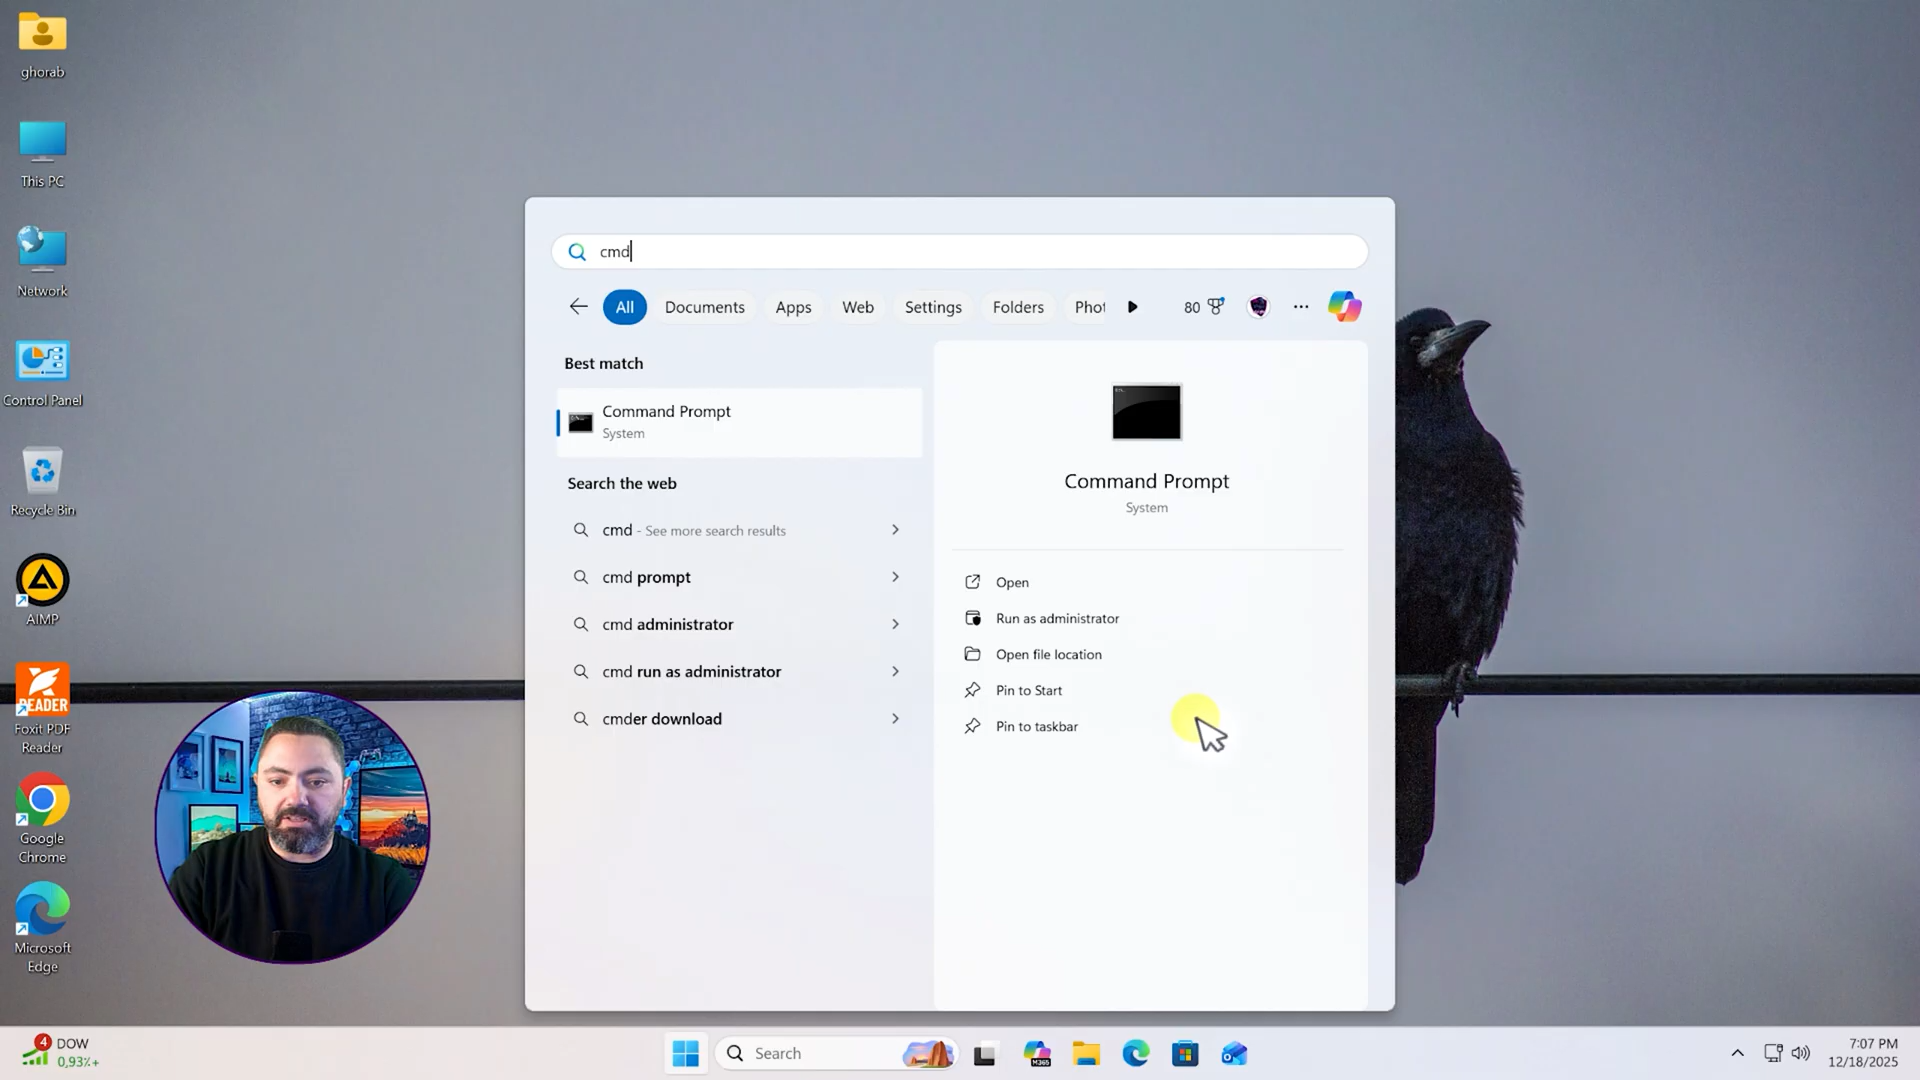 ghorab
This PC
Network
Control Panel
Recycle Bin
AIMP
READER
Foxit PDF
Reader
Google
Chrome
Microsoft
Edge
cmd
All
Documents
Apps
Web
Settings
Folders
Phot
80
Best match
Command Prompt
System
Search the web
cmd - See more search results
cmd prompt
cmd administrator
cmd run as administrator
cmder download
Command Prompt
System
Open
Run as administrator
Open file location
Pin to Start
Pin to taskbar
4
DOW
0,93%+
Search
M365
7:07 PM
12/18/2025